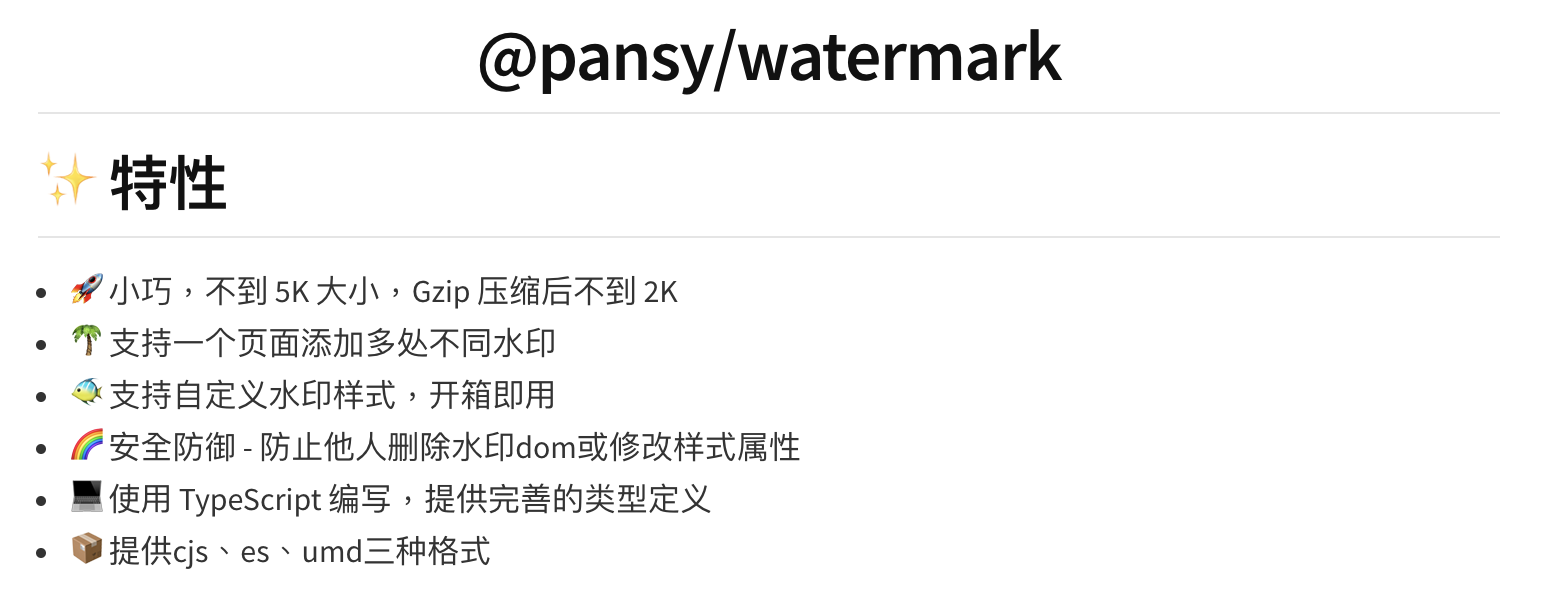 @pansy/watermark
✨ 特性
🚀 小巧，不到 5K 大小，Gzip 压缩后不到 2K
🌴 支持一个页面添加多处不同水印
🐠 支持自定义水印样式，开箱即用
🌈 安全防御 - 防止他人删除水印dom或修改样式属性
💻 使用 TypeScript 编写，提供完善的类型定义
📦 提供cjs、es、umd三种格式